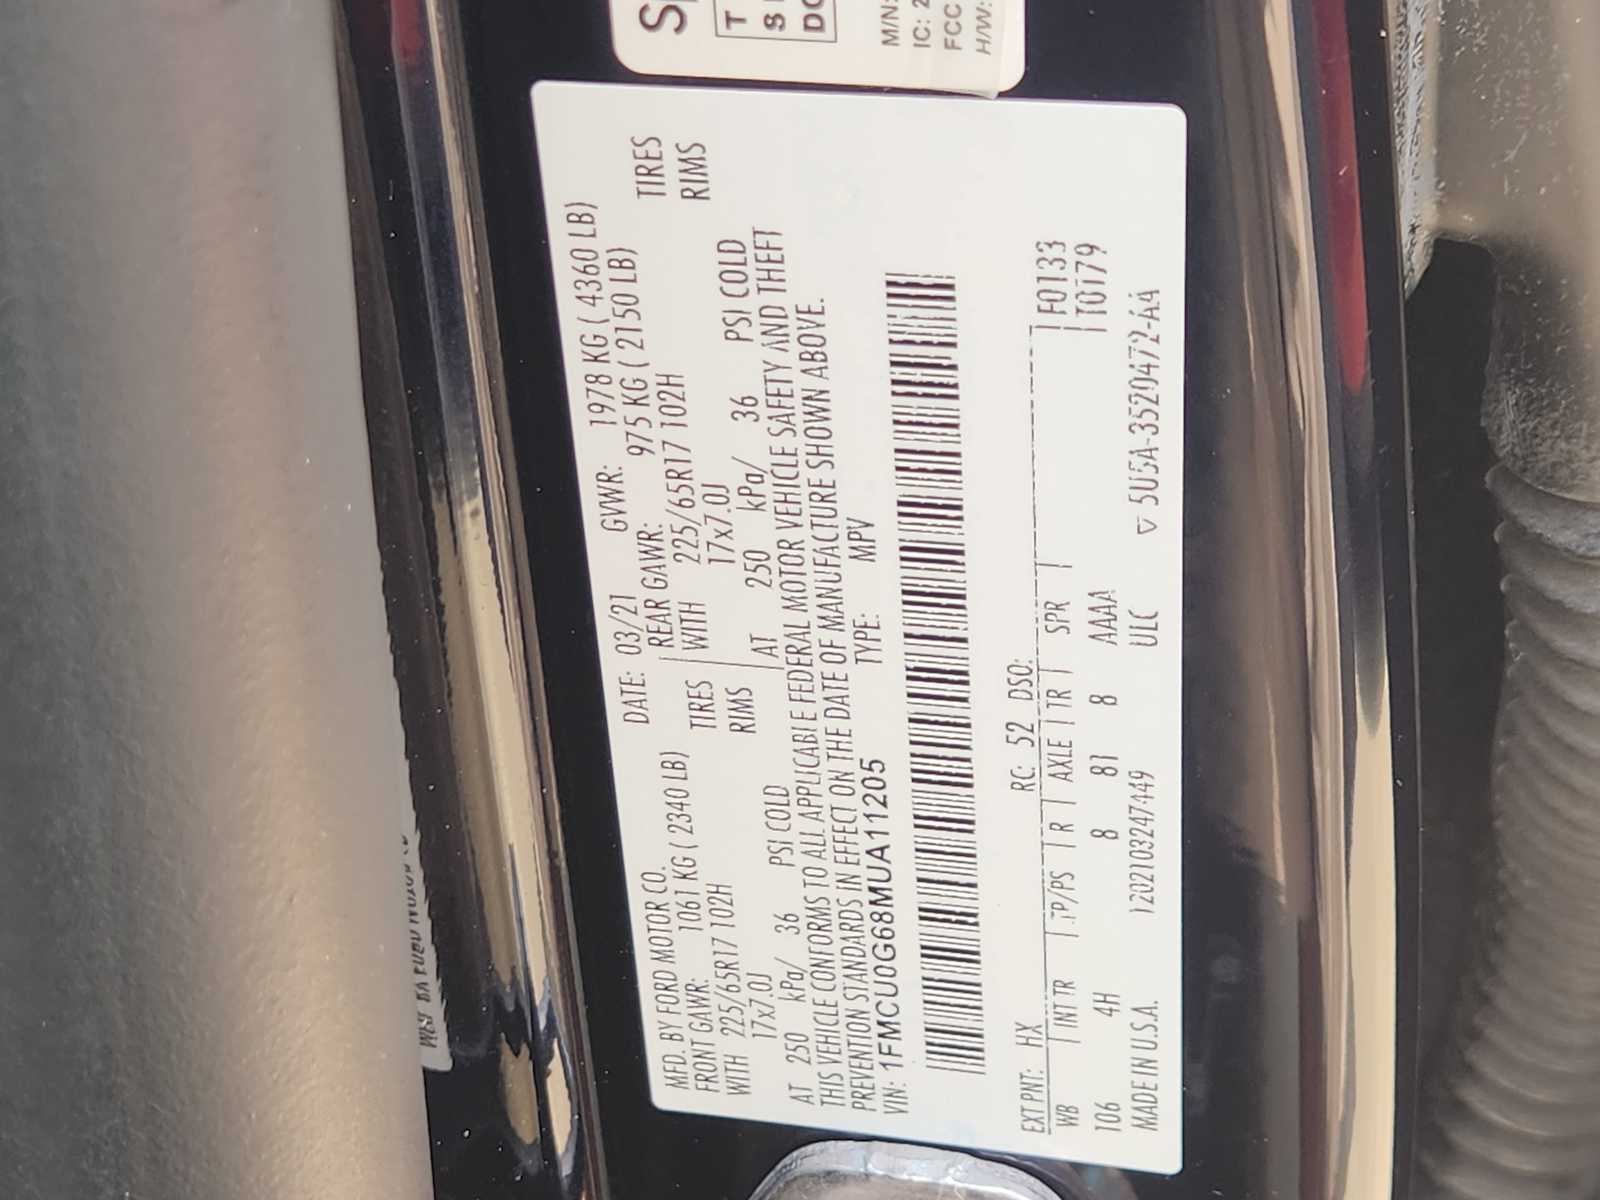 MFD. BY FORD MOTOR CO.
DATE: 03/21 GVWR: 1978 KG ( 4360 LB)
FRONT GAWR: 1061 KG ( 2340 LB)
REAR GAWR: 975 KG ( 2150 LB)
WITH 225/65R17 102H TIRES
WITH 225/65R17 102H TIRES
17x7.0J RIMS
17x7.0J RIMS
AT 250 kPa/ 36 PSI COLD
AT 250 kPa/ 36 PSI COLD
THIS VEHICLE CONFORMS TO ALL APPLICABLE FEDERAL MOTOR VEHICLE SAFETY AND THEFT
PREVENTION STANDARDS IN EFFECT ON THE DATE OF MANUFACTURE SHOWN ABOVE.
VIN: 1FMCU0G68MUA11205 TYPE: MPV
EXT PNT: HX RC: 52 DSO: F0133
WB INT TR TP/PS R AXLE TR SPR T0179
106 4H 8 81 8 AAAA
MADE IN U.S.A. ULC ▽ 5U5A-3520472-AA
M/N:
IC: 2
FCC
H/W: